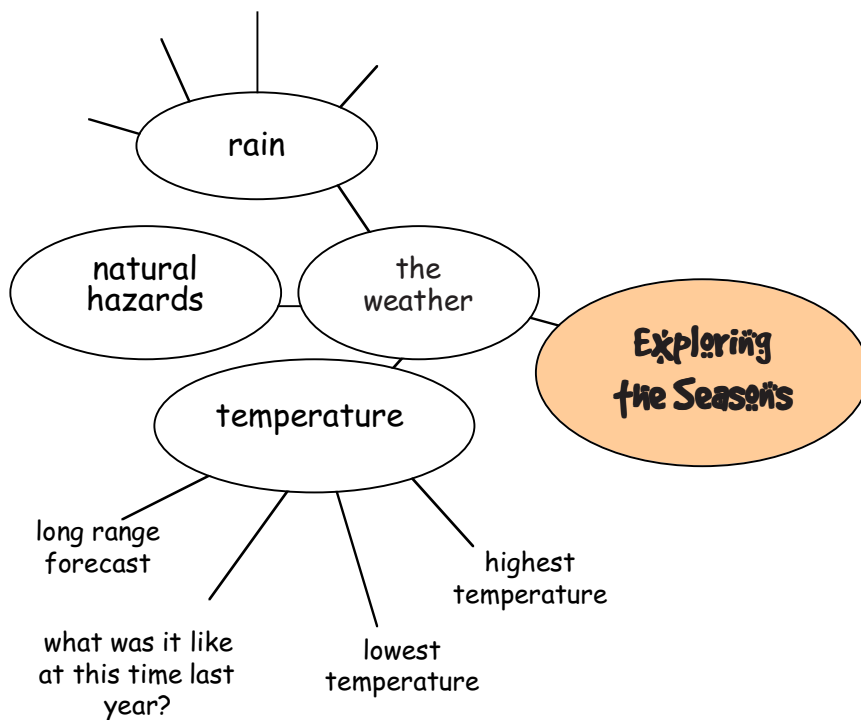 rain
natural
hazards
the
weather
Exploring
the Seasons
temperature
long range
forecast
highest
temperature
what was it like
at this time last
year?
lowest
temperature